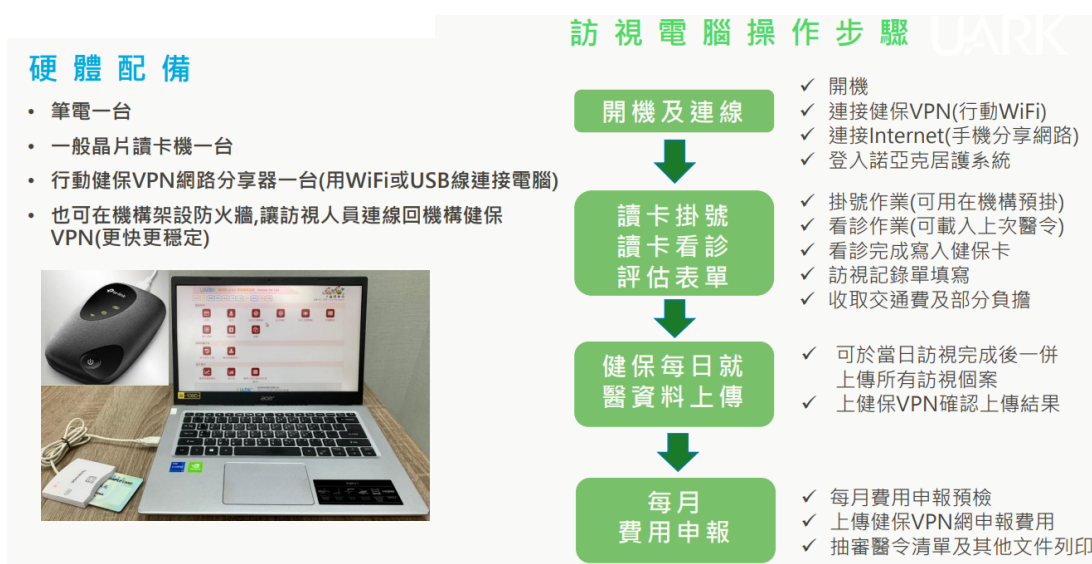 硬體配備
• 筆電一台
• 一般晶片讀卡機一台
• 行動健保VPN網路分享器一台(用WiFi或USB線連接電腦)
• 也可在機構架設防火牆,讓訪視人員連線回機構健保
VPN(更快更穩定)
acer
訪視電腦操作步驟
UARK
開機及連線
✓ 開機
✓ 連接健保VPN(行動WiFi)
✓ 連接Internet(手機分享網路)
✓ 登入諾亞克居護系統
讀卡掛號
讀卡看診
評估表單
✓ 掛號作業(可用在機構預掛)
✓ 看診作業(可載入上次醫令)
✓ 看診完成寫入健保卡
✓ 訪視記錄單填寫
✓ 收取交通費及部分負擔
健保每日就
醫資料上傳
✓ 可於當日訪視完成後一併
上傳所有訪視個案
✓ 上健保VPN確認上傳結果
每月
費用申報
✓ 每月費用申報預檢
✓ 上傳健保VPN網申報費用
✓ 抽審醫令清單及其他文件列印